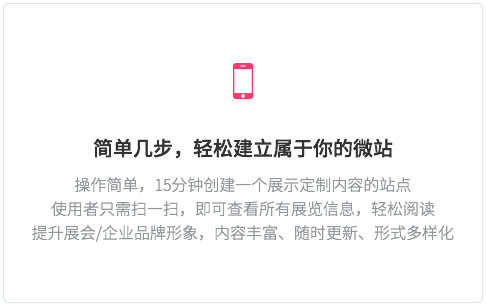 简单几步，轻松建立属于你的微站
操作简单，15分钟创建一个展示定制内容的站点
使用者只需扫一扫，即可查看所有展览信息，轻松阅读
提升展会/企业品牌形象，内容丰富、随时更新、形式多样化